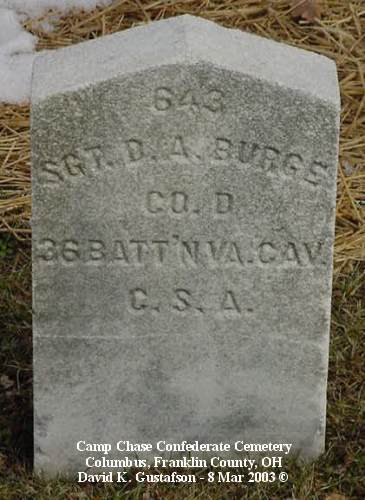 643
SGT. D. A. BURGE
CO. D
36 BATT'N VA. CAV.
C. S. A.
Camp Chase Confederate Cemetery
Columbus, Franklin County, OH
David K. Gustafson - 8 Mar 2003 ©